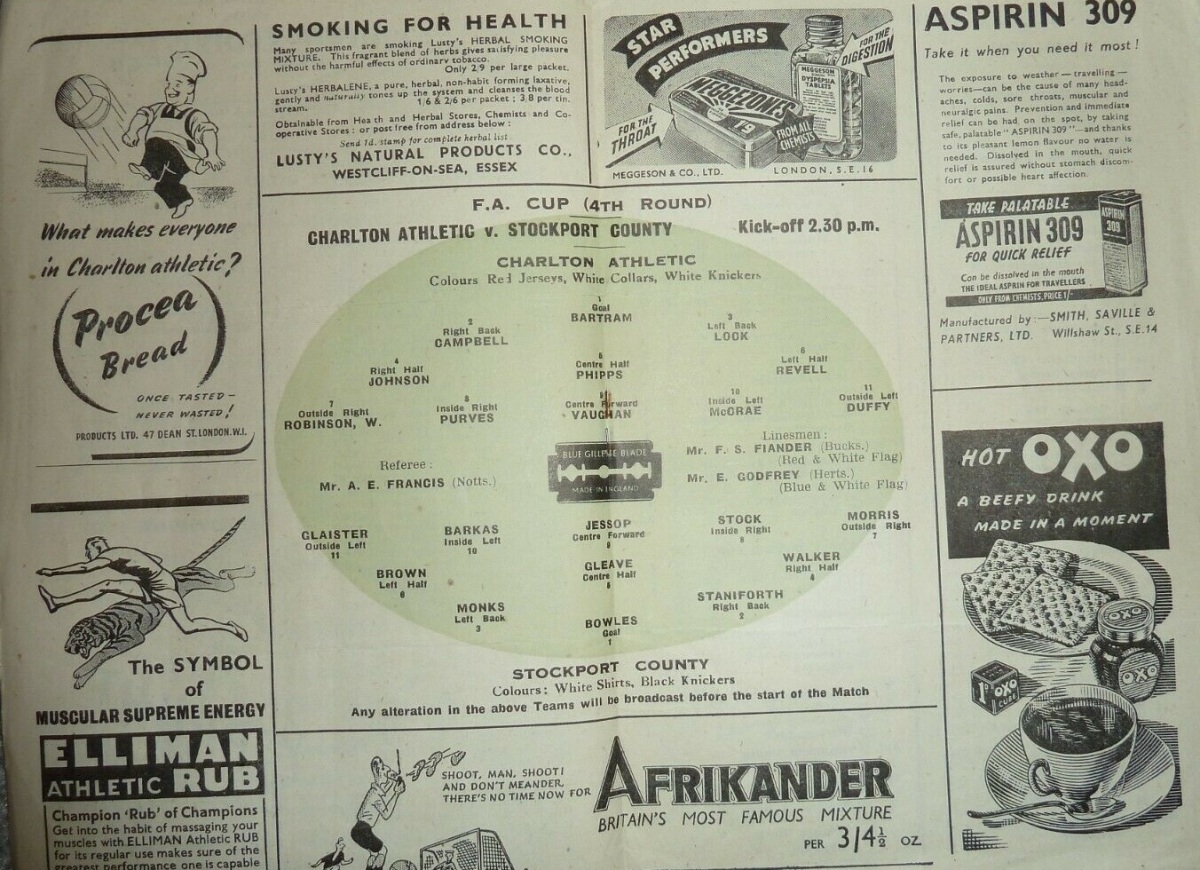 SMOKING FOR HEALTH
Many sportsmen are smoking Lusty's HERBAL SMOKING
MIXTURE. This fragrant blend of herbs gives satisfying pleasure
without the harmful effects of ordinary tobacco.
Only 2/9 per large packet.
Lusty's HERBALENE, a pure, herbal, non-habit forming laxative,
gently and naturally tones up the system and cleanses the blood
stream. 1/6 & 2/6 per packet ; 3/8 per tin.
Obtainable from Health and Herbal Stores, Chemists and Co-
operative Stores : or post free from address below :
Send 1d. stamp for complete herbal list
LUSTY'S NATURAL PRODUCTS CO.,
WESTCLIFF-ON-SEA, ESSEX
STAR
PERFORMERS
FOR THE
DIGESTION
MEGGESON
DYSPEPSIA
TABLETS
MEGGEZONES
FOR THE
THROAT
FROM ALL
CHEMISTS
MEGGESON & CO., LTD. LONDON, S.E.16
ASPIRIN 309
Take it when you need it most!
The exposure to weather — travelling —
worries—can be the cause of many head-
aches, colds, sore throats, muscular and
neuralgic pains. Prevention and immediate
relief can be had, on the march, by taking
safe, palatable "ASPIRIN 309"—and thanks
to its pleasant lemon flavour no water is
needed. Dissolved in the mouth, quick
relief is assured without stomach discom-
fort or possible heart affection.
TAKE PALATABLE
ASPIRIN 309
FOR QUICK RELIEF
Can be dissolved in the mouth
THE IDEAL ASPRIN FOR TRAVELLERS
ONLY FROM CHEMISTS, PRICE 1/-
ASPIRIN
309
Manufactured by:—SMITH, SAVILLE &
PARTNERS, LTD. Willshaw St., S.E.14
What makes everyone
in Charlton athletic?
Procea
Bread
ONCE TASTED—
NEVER WASTED!
PRODUCTS LTD. 47 DEAN ST. LONDON. W.I.
F.A. CUP (4TH ROUND)
CHARLTON ATHLETIC v. STOCKPORT COUNTY Kick-off 2.30 p.m.
CHARLTON ATHLETIC
Colours Red Jerseys, White Collars, White Knickers
1
Goal
BARTRAM
2
Right Back
CAMPBELL
3
Left Back
LOCK
4
Right Half
JOHNSON
5
Centre Half
PHIPPS
6
Left Half
REVELL
7
Outside Right
ROBINSON, W.
8
Inside Right
PURVES
9
Centre Forward
VAUGHAN
10
Inside Left
McCRAE
11
Outside Left
DUFFY
Referee :
Mr. A. E. FRANCIS (Notts.)
BLUE GILLETTE BLADE
MADE IN ENGLAND
Linesmen :
Mr. F. S. FIANDER (Bucks.)
(Red & White Flag)
Mr. E. GODFREY (Herts.)
(Blue & White Flag)
GLAISTER
Outside Left
11
BARKAS
Inside Left
10
JESSOP
Centre Forward
9
STOCK
Inside Right
8
MORRIS
Outside Right
7
BROWN
Left Half
6
GLEAVE
Centre Half
5
WALKER
Right Half
4
MONKS
Left Back
3
STANIFORTH
Right Back
2
BOWLES
Goal
1
STOCKPORT COUNTY
Colours: White Shirts, Black Knickers
Any alteration in the above Teams will be broadcast before the start of the Match
The SYMBOL
of
MUSCULAR SUPREME ENERGY
ELLIMAN
ATHLETIC RUB
Champion 'Rub' of Champions
Get into the habit of massaging your
muscles with ELLIMAN Athletic RUB
for its regular use makes sure of the
greatest performance one is capable
SHOOT, MAN, SHOOT!
AND DON'T MEANDER,
THERE'S NO TIME NOW FOR
AFRIKANDER
BRITAIN'S MOST FAMOUS MIXTURE
PER 3/4½ OZ
HOT OXO
A BEEFY DRINK
MADE IN A MOMENT
OXO
OXO
1D OXO
CUBE